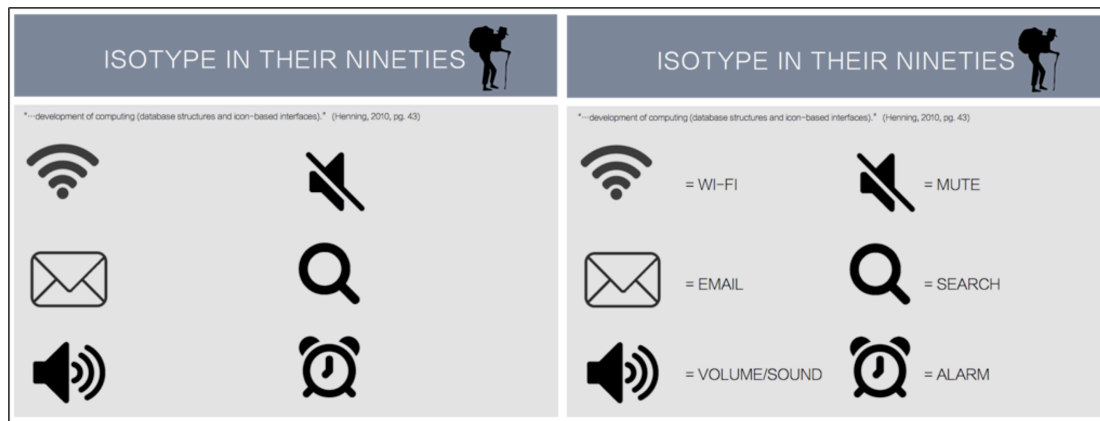 ISOTYPE IN THEIR NINETIES
"…development of computing (database structures and icon-based interfaces)." (Henning, 2010, pg. 43)
ISOTYPE IN THEIR NINETIES
"…development of computing (database structures and icon-based interfaces)." (Henning, 2010, pg. 43)
= WI-FI
= MUTE
= EMAIL
= SEARCH
= VOLUME/SOUND
= ALARM